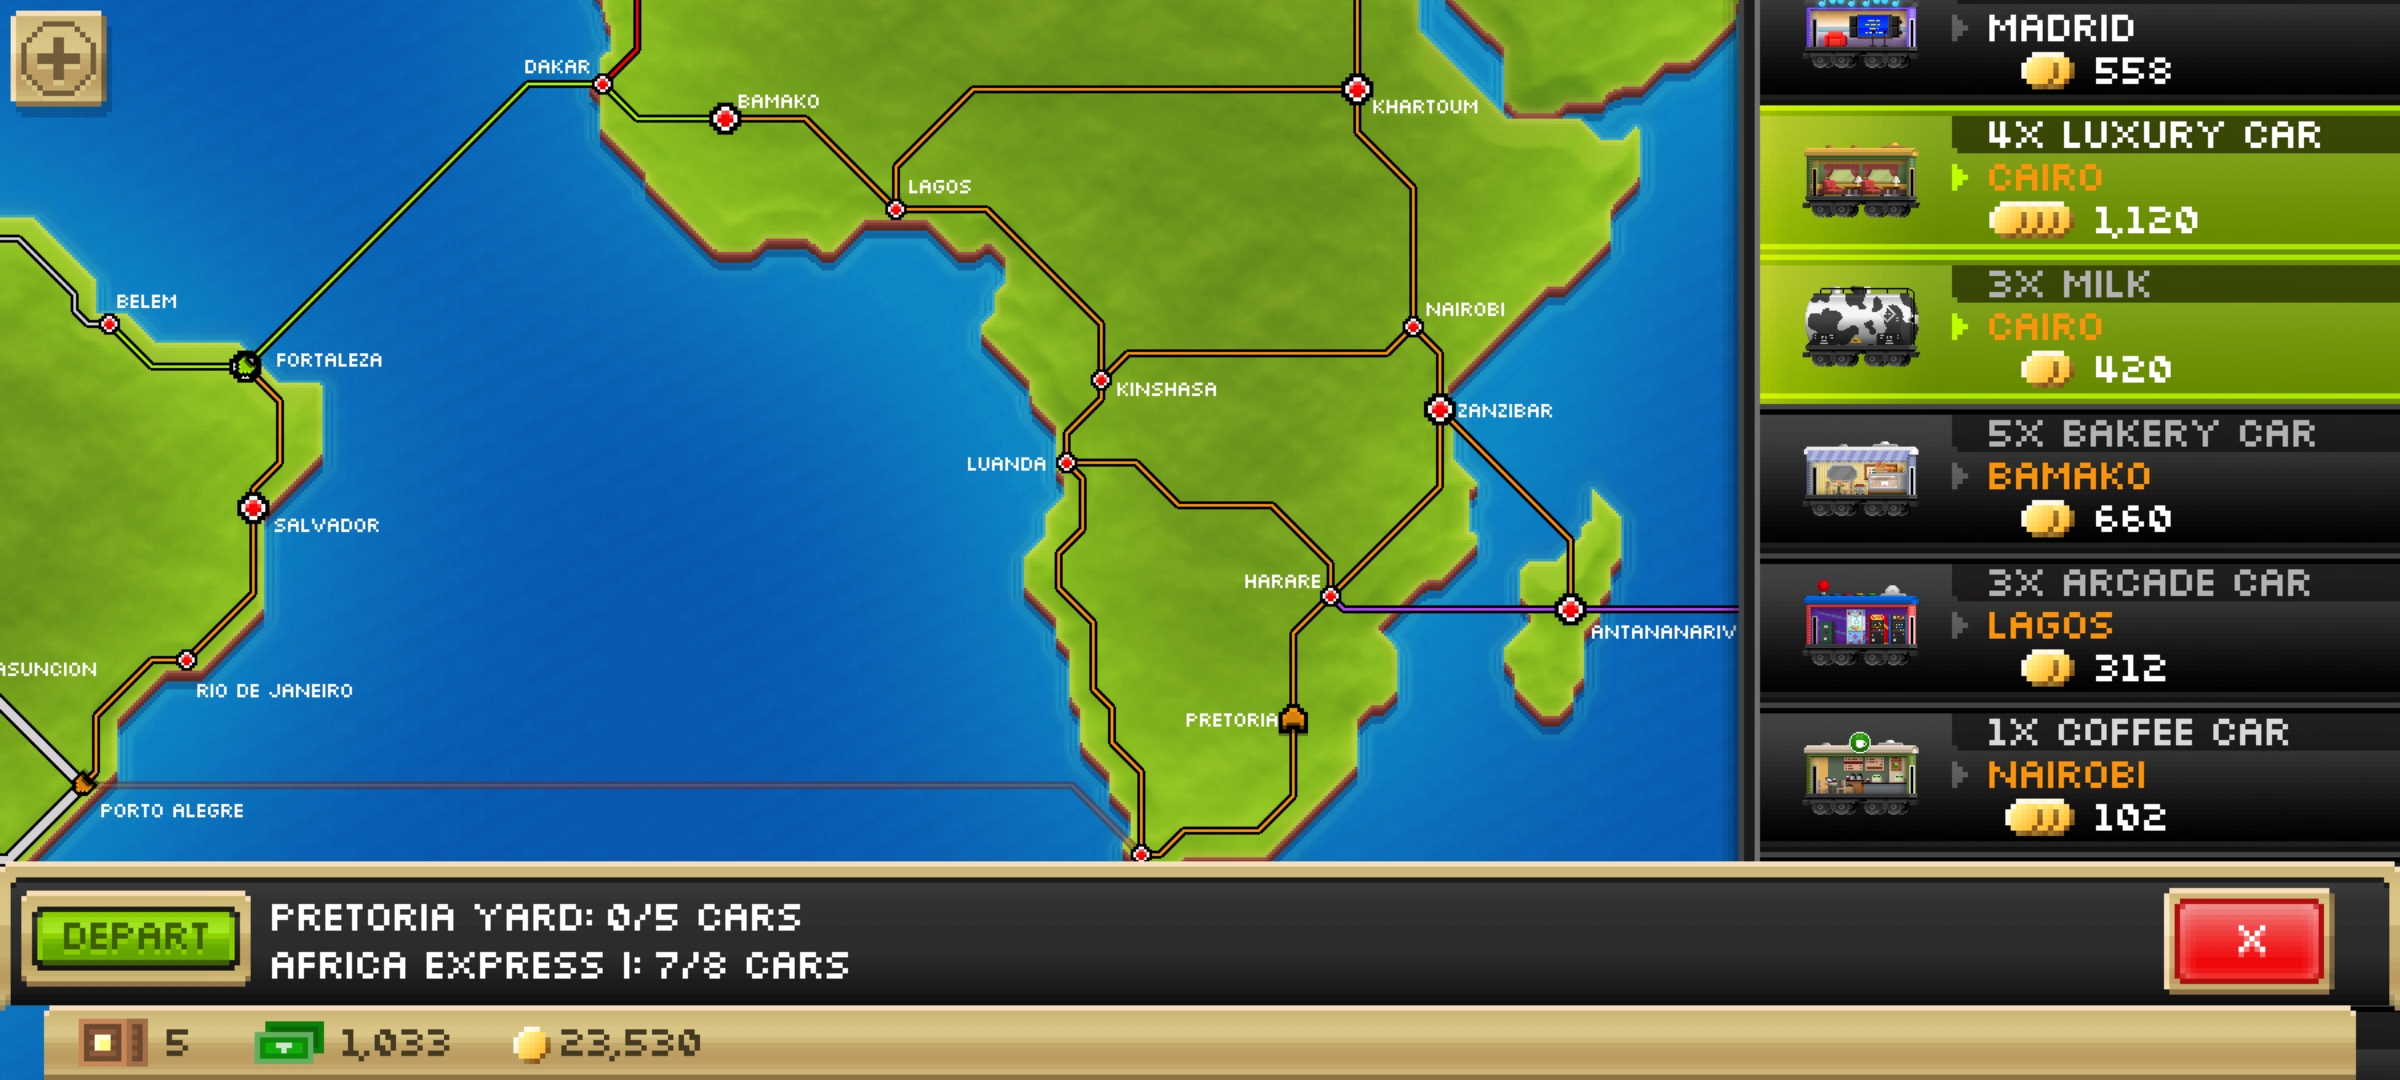 DAKAR
BAMAKO
KHARTOUM
LAGOS
BELEM
NAIROBI
FORTALEZA
KINSHASA
ZANZIBAR
LUANDA
SALVADOR
HARARE
ANTANANARIV
ASUNCION
RIO DE JANEIRO
PRETORIA
PORTO ALEGRE
MADRID
558
4X LUXURY CAR
CAIRO
1,120
3X MILK
CAIRO
420
5X BAKERY CAR
BAMAKO
660
3X ARCADE CAR
LAGOS
312
1X COFFEE CAR
NAIROBI
102
DEPART
PRETORIA YARD: 0/5 CARS
AFRICA EXPRESS I: 7/8 CARS
X
5
1,033
23,530